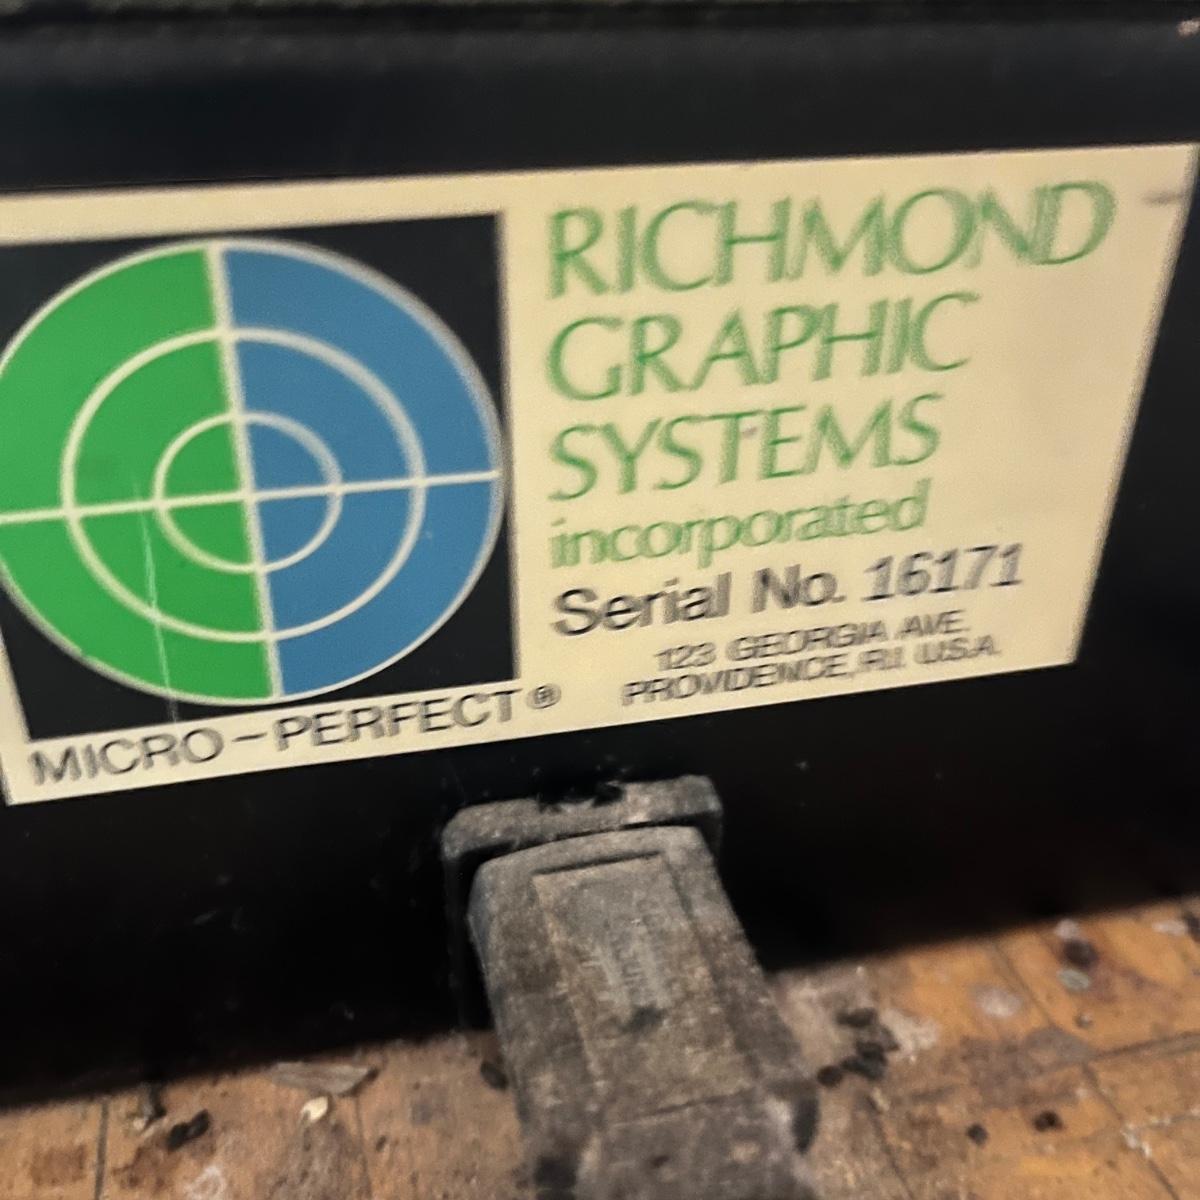 RICHMOND
GRAPHIC
SYSTEMS
incorporated
Serial No. 16171
123 GEORGIA AVE.
PROVIDENCE, R.I. U.S.A.
MICRO-PERFECT®